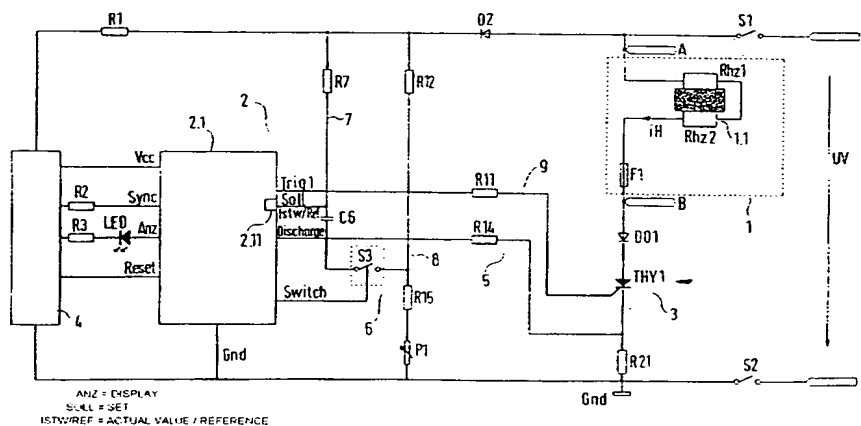 R1
D2
S1
A
R7
R12
Rhz1
2
2.1
7
1.1
iH
Rhz2
UV
9
Vcc
Trig1
R11
F1
R2
Sync
Soll
Istw/Ref
C6
B
R3
LED
Anz
2.11
Discharge
R14
D01
1
8
S3
5
THY1
Reset
Switch
R15
3
6
4
P1
R21
Gnd
S2
Gnd
ANZ = DISPLAY
SOLL = SET
ISTW/REF = ACTUAL VALUE / REFERENCE